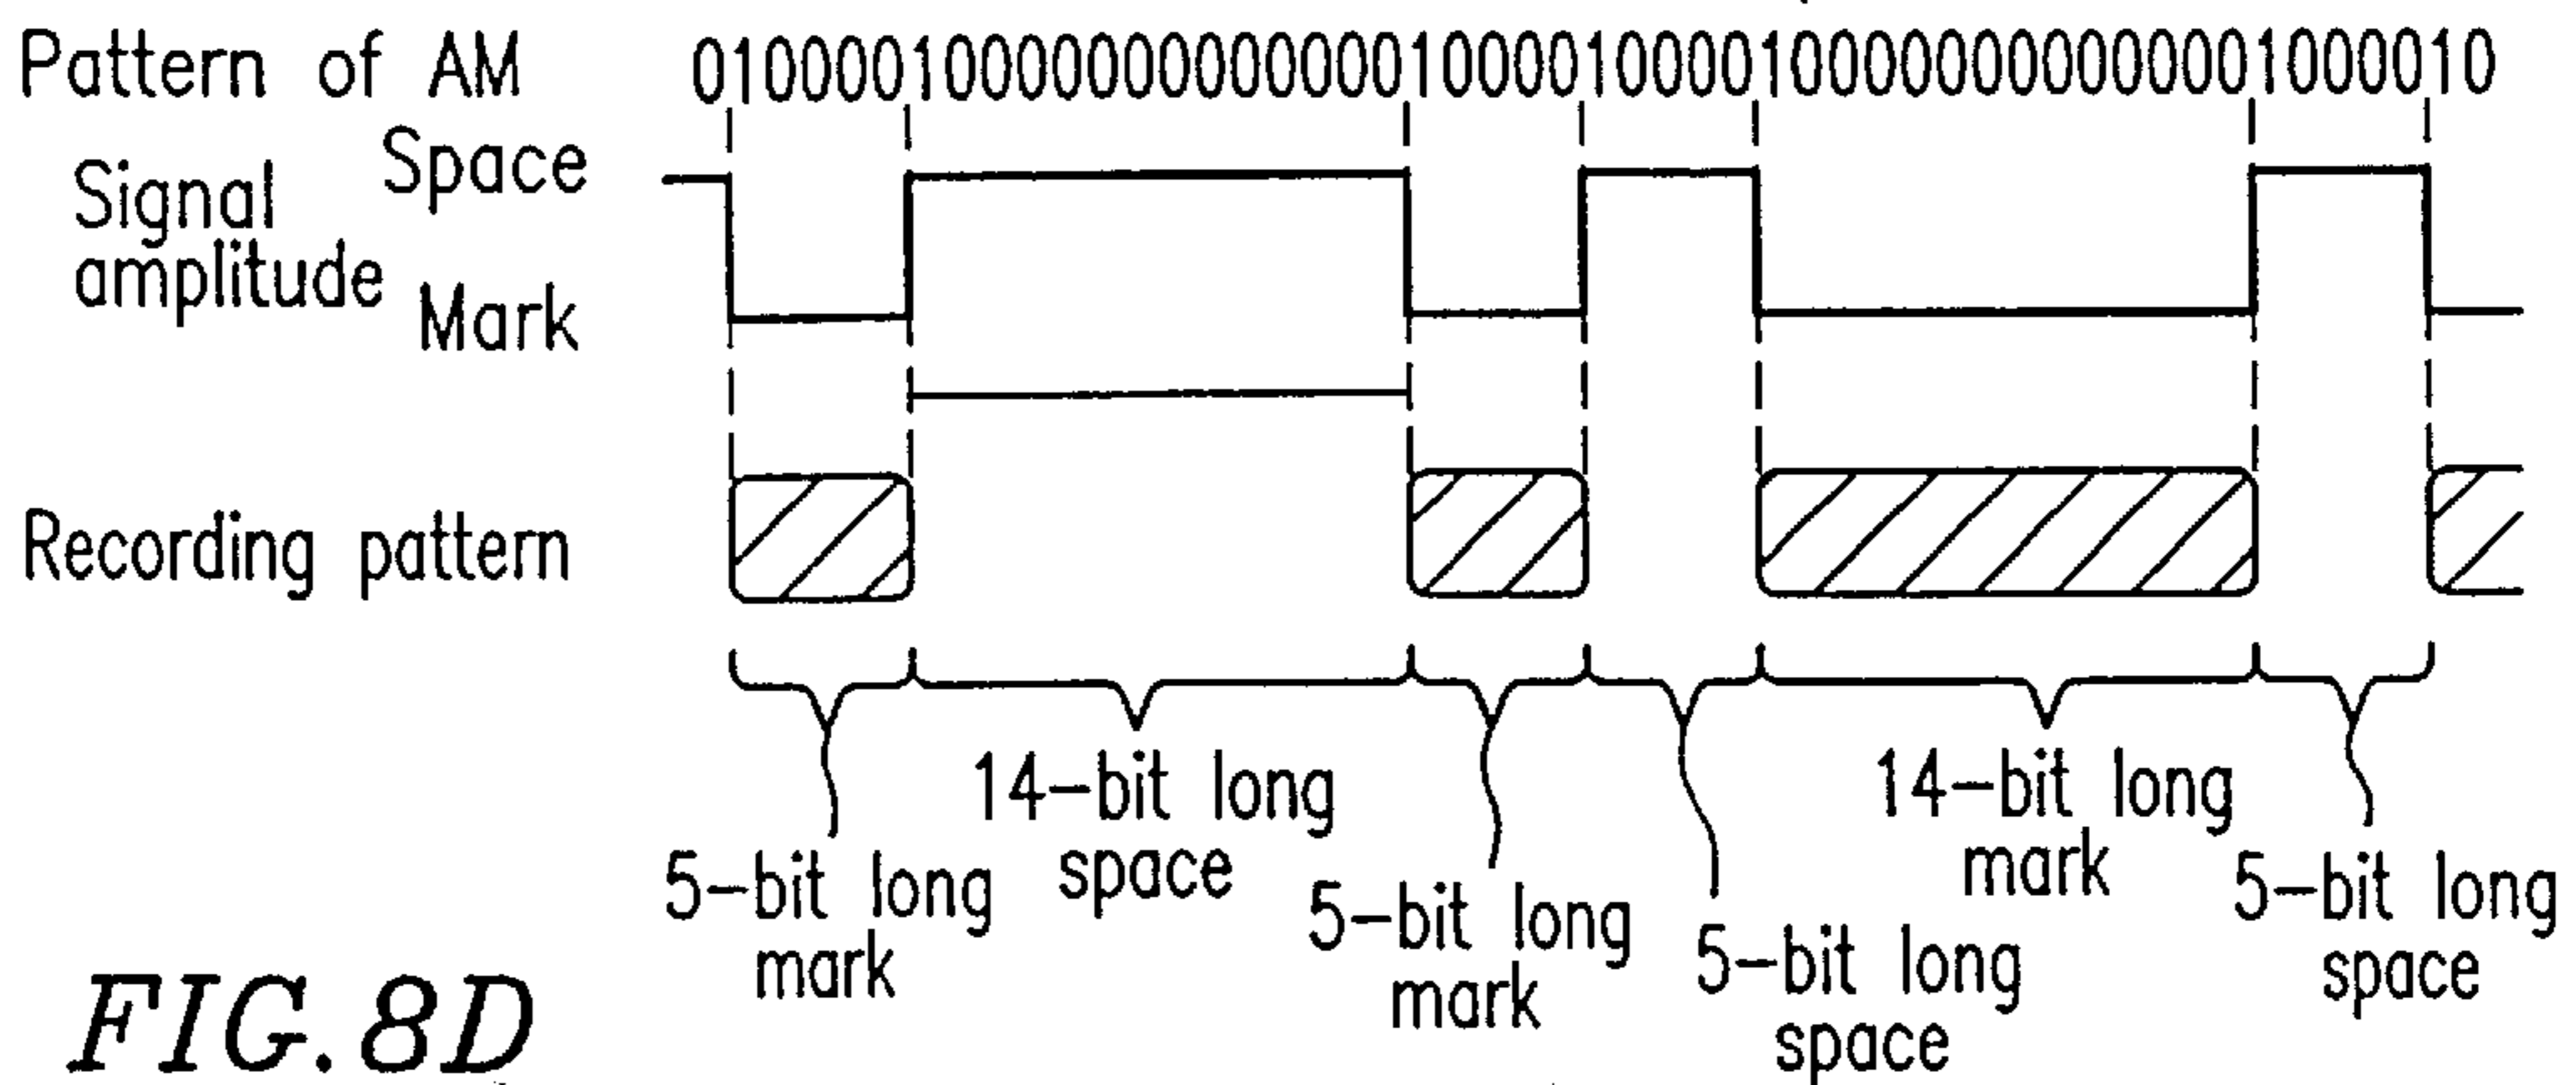 Pattern of AM 010000100000000000001000010000100000000000001000010
Space
Signal
amplitude
Mark
Recording pattern
14-bit long
space
14-bit long
mark
5-bit long
mark
5-bit long
mark
5-bit long
space
5-bit long
space
FIG.8D